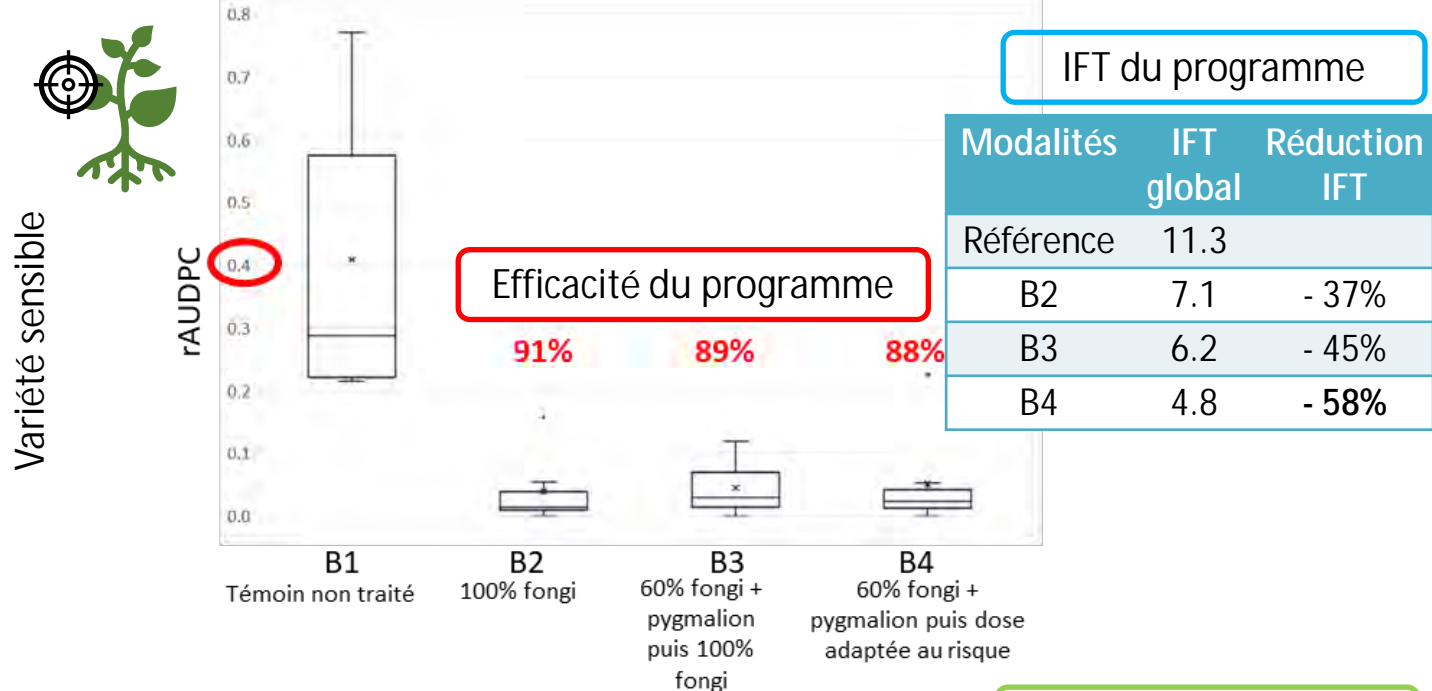 Variété sensible
rAUDPC
0.8
0.7
0.6
0.5
0.4
0.3
0.2
0.1
0.0
Efficacité du programme
91% 89% 88%
B1
Témoin non traité
B2
100% fongi
B3
60% fongi +
pygmalion
puis 100%
fongi
B4
60% fongi +
pygmalion puis dose
adaptée au risque
IFT du programme
Modalités IFT global Réduction IFT
Référence 11.3
B2 7.1 - 37%
B3 6.2 - 45%
B4 4.8 - 58%